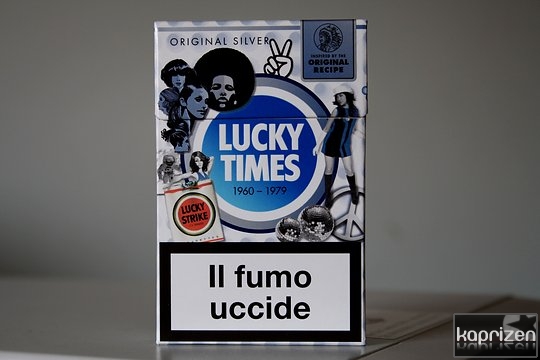 ORIGINAL SILVER
INSPIRED BY THE
ORIGINAL
RECIPE
LUCKY
TIMES
1960 – 1979
LUCKY
STRIKE
Il fumo
uccide
kaprizen